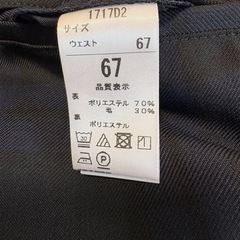 1717D2
サイズ
ウェスト 67
67
品質表示
表
ポリエステル 70%
毛 30%
裏
ポリエステル